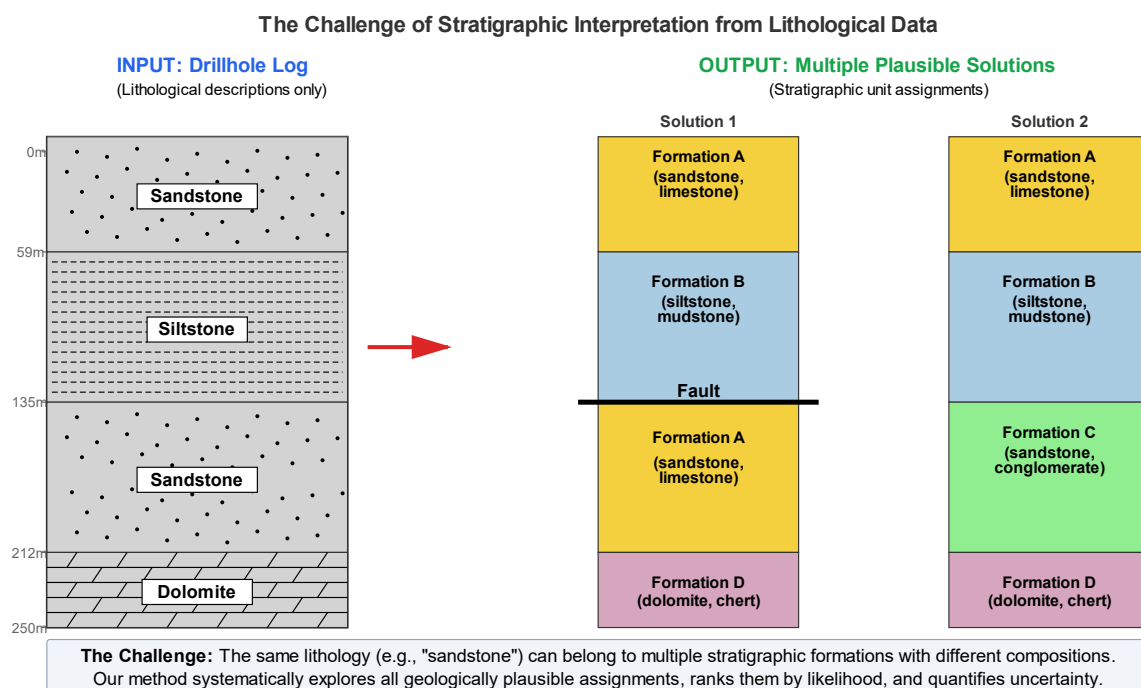 The Challenge of Stratigraphic Interpretation from Lithological Data
INPUT: Drillhole Log
(Lithological descriptions only)
0m
Sandstone
59m
Siltstone
135m
Sandstone
212m
Dolomite
250m
OUTPUT: Multiple Plausible Solutions
(Stratigraphic unit assignments)
Solution 1
Formation A
(sandstone,
limestone)
Formation B
(siltstone,
mudstone)
Fault
Formation A
(sandstone,
limestone)
Formation D
(dolomite, chert)
Solution 2
Formation A
(sandstone,
limestone)
Formation B
(siltstone,
mudstone)
Formation C
(sandstone,
conglomerate)
Formation D
(dolomite, chert)
The Challenge: The same lithology (e.g., "sandstone") can belong to multiple stratigraphic formations with different compositions.
Our method systematically explores all geologically plausible assignments, ranks them by likelihood, and quantifies uncertainty.